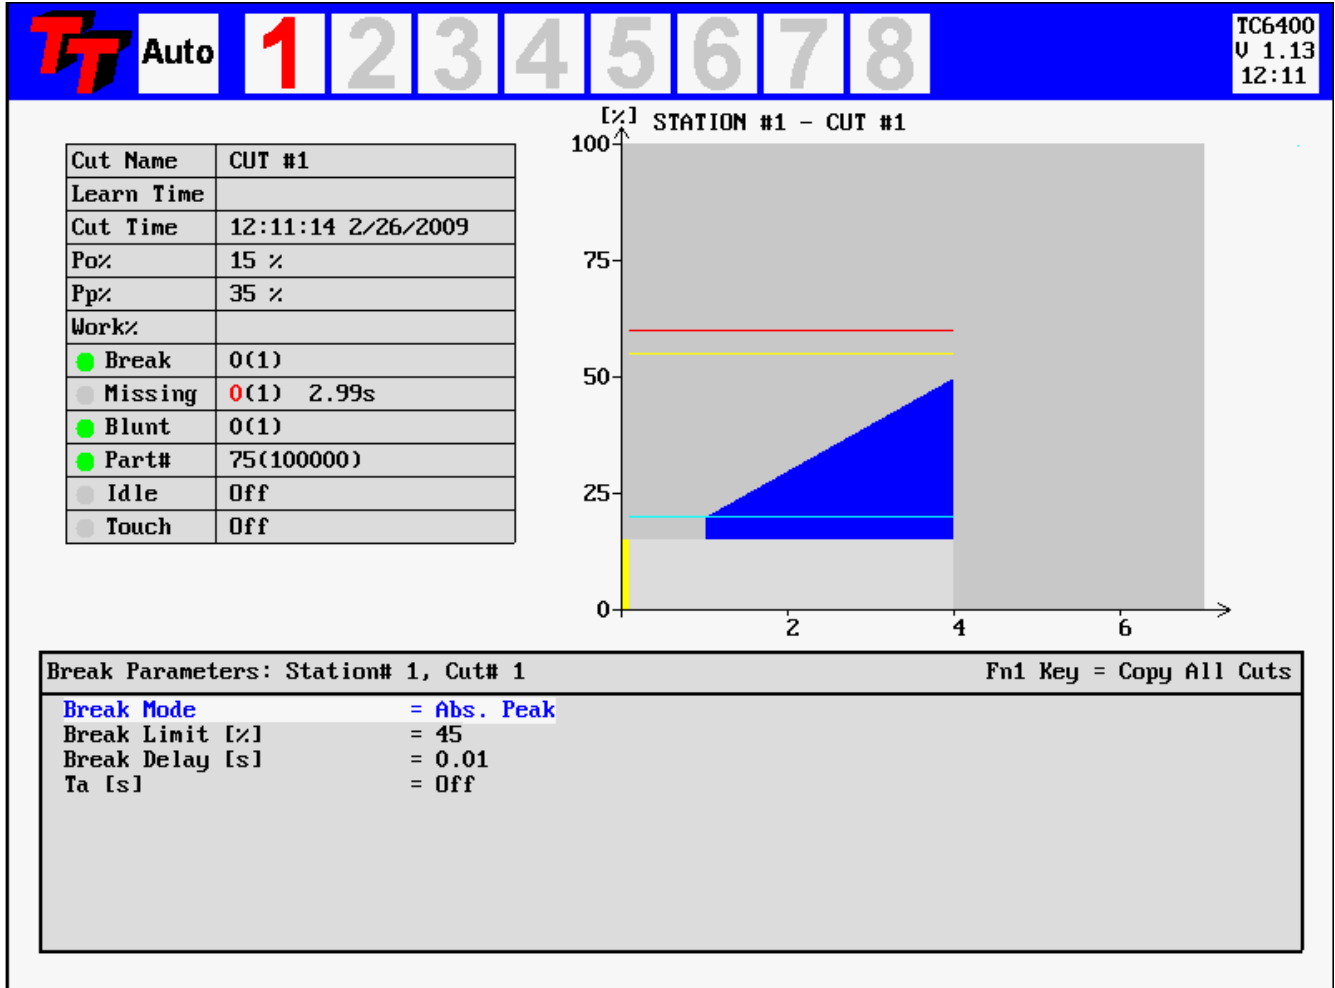 TT Auto 1 2 3 4 5 6 7 8
TC6400
V 1.13
12:11
Cut Name CUT #1
Learn Time
Cut Time 12:11:14 2/26/2009
Po% 15 %
Pp% 35 %
Work%
Break 0(1)
Missing 0(1) 2.99s
Blunt 0(1)
Part# 75(100000)
Idle Off
Touch Off
[%] STATION #1 - CUT #1
100
75
50
25
0
2 4 6
Break Parameters: Station# 1, Cut# 1 Fn1 Key = Copy All Cuts
Break Mode = Abs. Peak
Break Limit [%] = 45
Break Delay [s] = 0.01
Ta [s] = Off